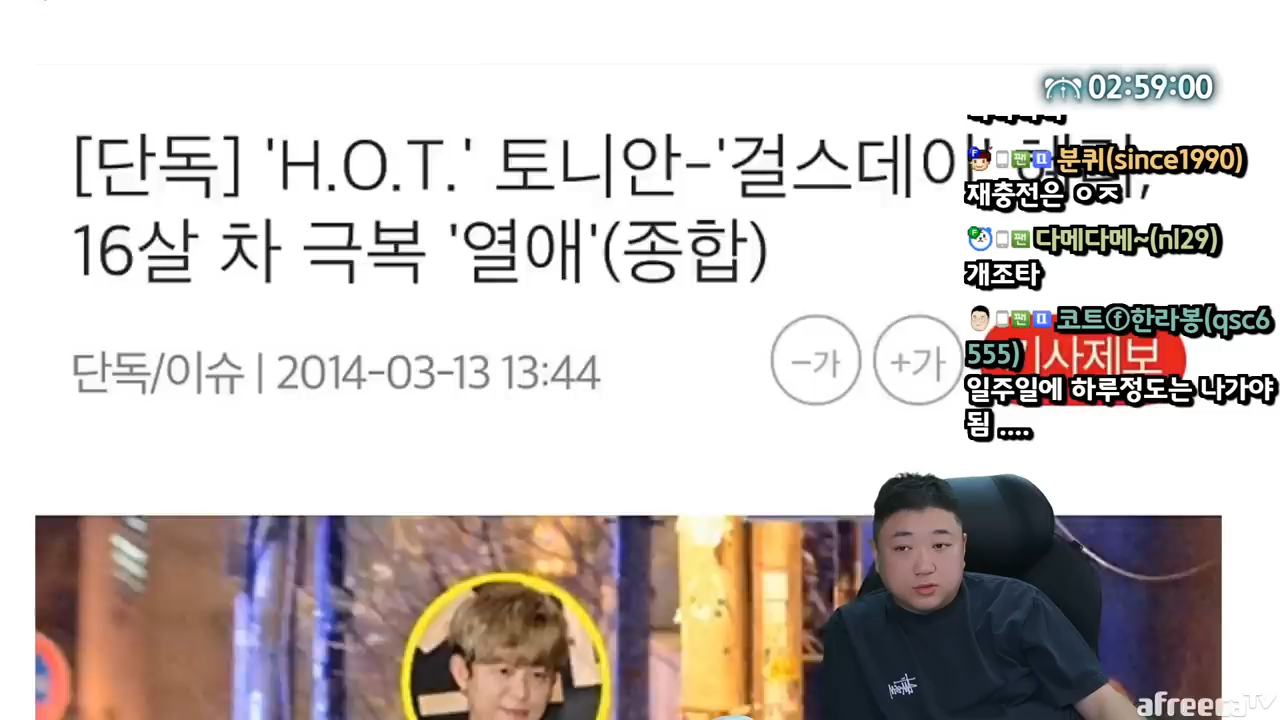 02:59:00
[단독] 'H.O.T.' 토니안-'걸스데이'
16살 차 극복 '열애'(종합)
단독/이슈 | 2014-03-13 13:44
-가
+가
사제보
분퀴(since1990)
재충전은 ㅇㅈ
다메다메~(nl29)
개조타
코트ⓕ한라봉(qsc6
555)
일주일에 하루정도는 나가야
됨 ....
afreecaTV